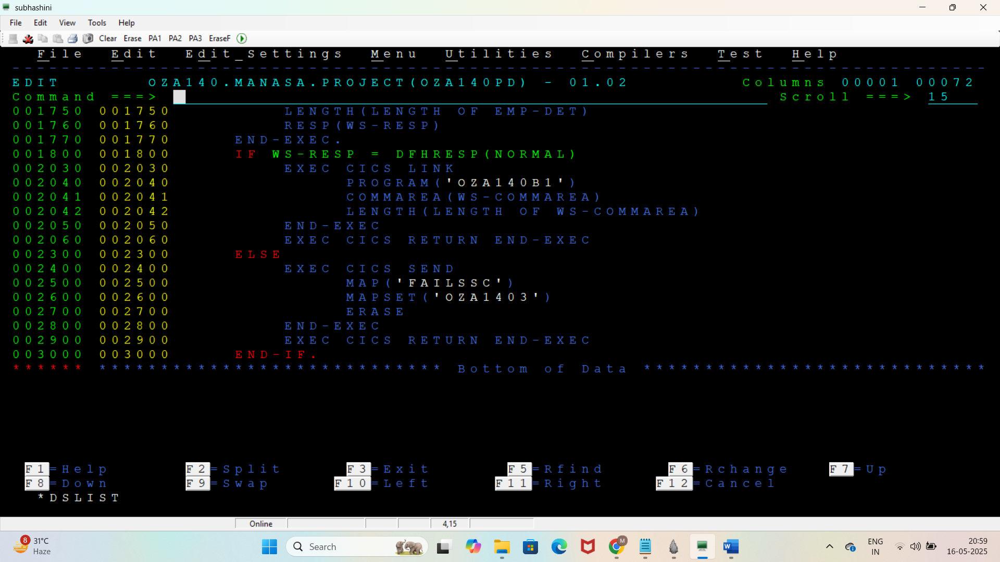 subhashini
File Edit View Tools Help
Clear Erase PA1 PA2 PA3 EraseF
File Edit Edit_Settings Menu Utilities Compilers Test Help
EDIT OZA140.MANASA.PROJECT(OZA140PD) - 01.02 Columns 00001 00072
Command ===> Scroll ===> 15
001750 001750 LENGTH(LENGTH OF EMP-DET)
001760 001760 RESP(WS-RESP)
001770 001770 END-EXEC.
001800 001800 IF WS-RESP = DFHRESP(NORMAL)
002030 002030 EXEC CICS LINK
002040 002040 PROGRAM('OZA140B1')
002041 002041 COMMAREA(WS-COMMAREA)
002042 002042 LENGTH(LENGTH OF WS-COMMAREA)
002050 002050 END-EXEC
002060 002060 EXEC CICS RETURN END-EXEC
002300 002300 ELSE
002400 002400 EXEC CICS SEND
002500 002500 MAP('FAILSSC')
002600 002600 MAPSET('OZA1403')
002700 002700 ERASE
002800 002800 END-EXEC
002900 002900 EXEC CICS RETURN END-EXEC
003000 003000 END-IF.
****** **************************** Bottom of Data ****************************
F1=Help F2=Split F3=Exit F5=Rfind F6=Rchange F7=Up
F8=Down F9=Swap F10=Left F11=Right F12=Cancel
*DSLIST
Online 4,15
8 31°C
Haze
Search
M
W
ENG
IN
20:59
16-05-2025